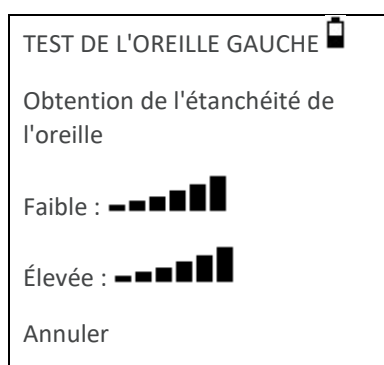 TEST DE L'OREILLE GAUCHE
Obtention de l'étanchéité de
l'oreille
Faible :
Élevée :
Annuler